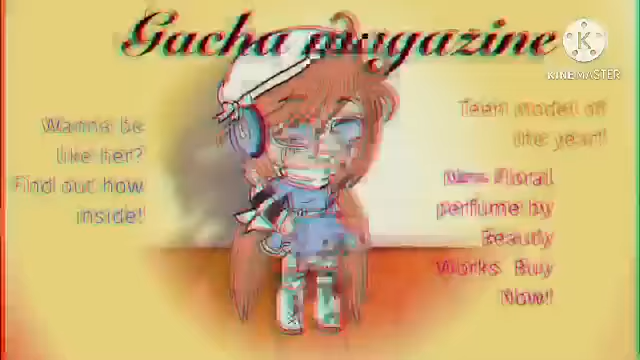 Gacha magazine
KINEMASTER
Wanna be
like her?
Find out how
inside!
Teen model of
the year!
New Floral
perfume by
Beauty
Works Buy
Now!!